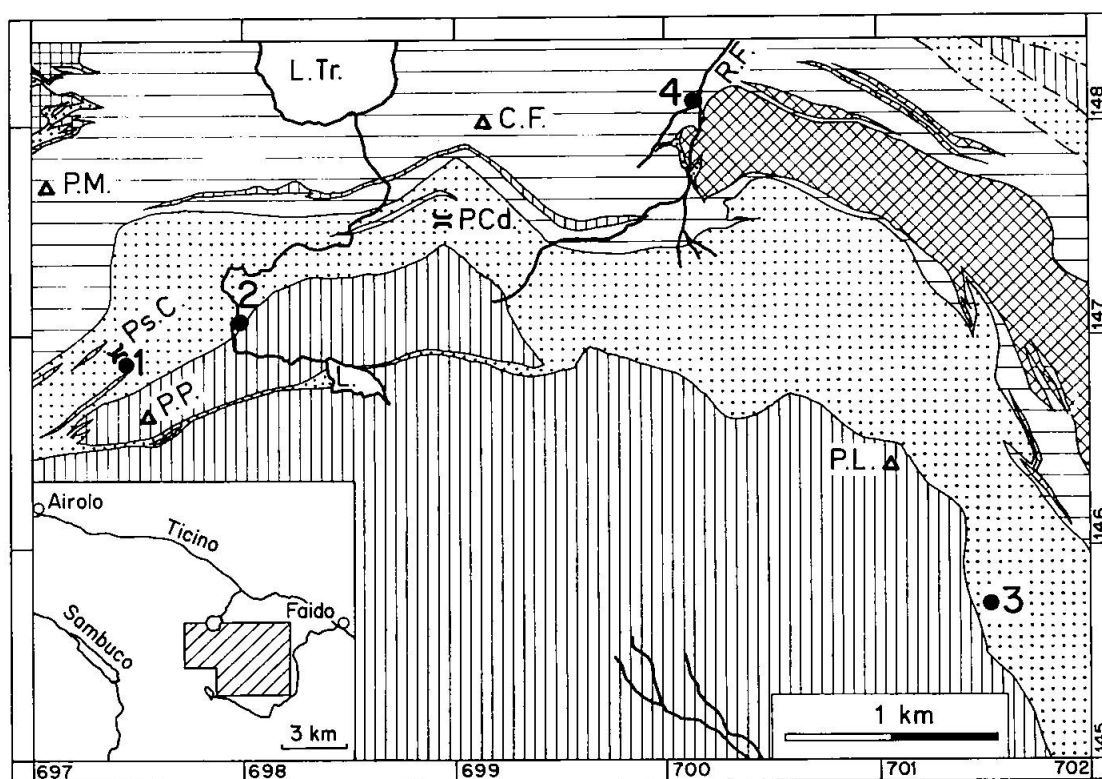 L.Tr.
4
R.F.
148
C.F.
P.M.
P.Cd.
2
Ps.C.
147
1
P.P.
L.
P.L.
146
Airolo
Ticino
Faido
Sambuco
3 km
3
1 km
145
697
698
699
700
701
702